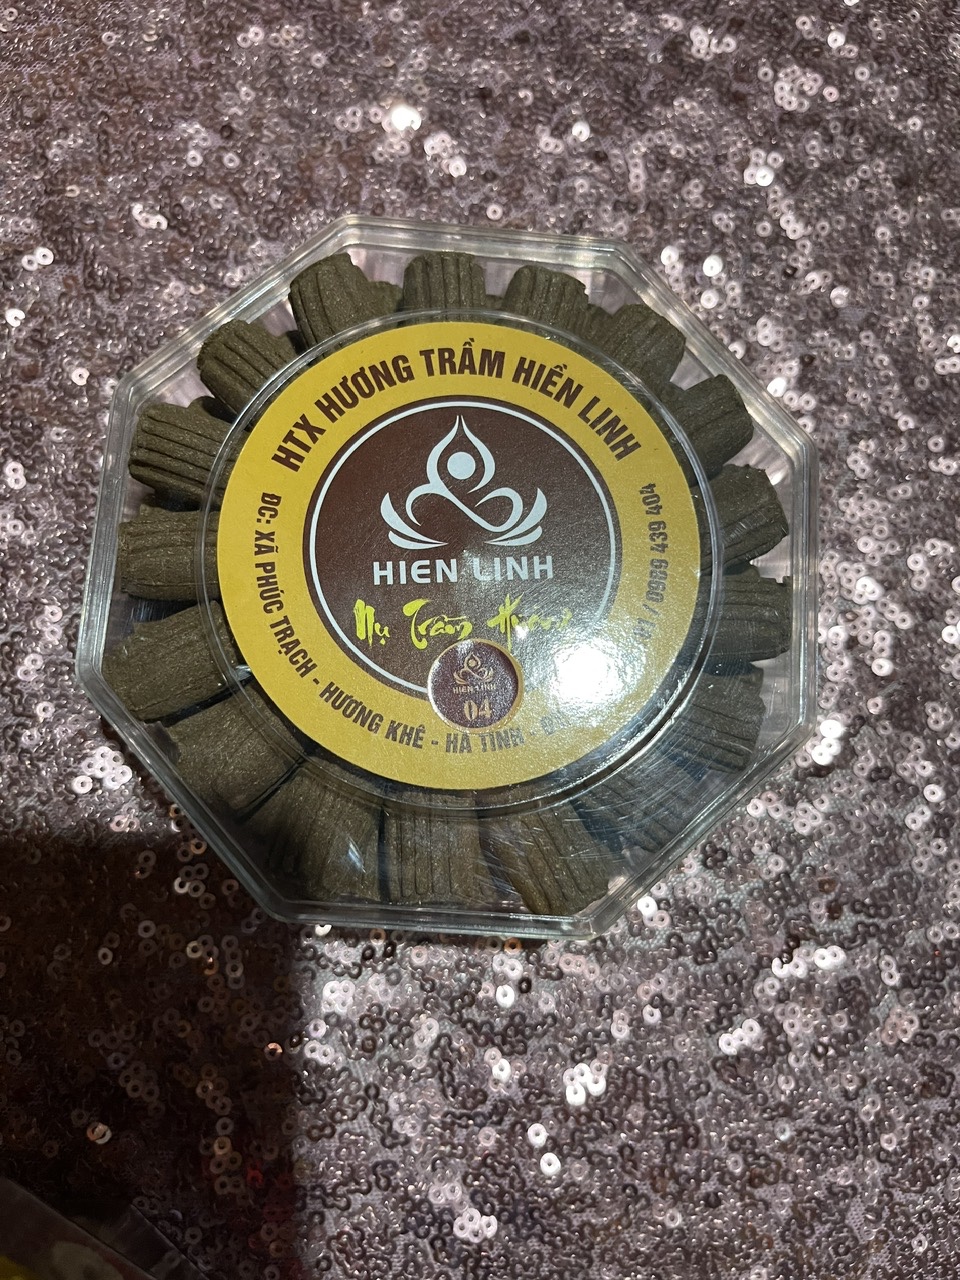 HTX HƯƠNG TRẦM HIỀN LINH
HIEN LINH
Nụ Trầm Hương
HIEN LINH
04
ĐC: XÃ PHÚC TRẠCH - HƯƠNG KHÊ - HÀ TĨNH -
/ 0989 439 404